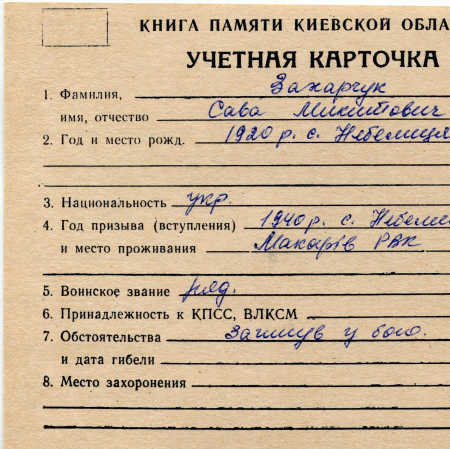 КНИГА ПАМЯТИ КИЕВСКОЙ ОБЛА
УЧЕТНАЯ КАРТОЧКА
1. Фамилия, Захарчук
имя, отчество Сава Микитович
2. Год и место рожд. 1920 р. с. Небелиця
3. Национальность укр.
4. Год призыва (вступления) 1940 р. с. Небели
и место проживания Макарів РВК
5. Воинское звание ряд.
6. Принадлежность к КПСС, ВЛКСМ
7. Обстоятельства Загинув у бою.
и дата гибели
8. Место захоронения